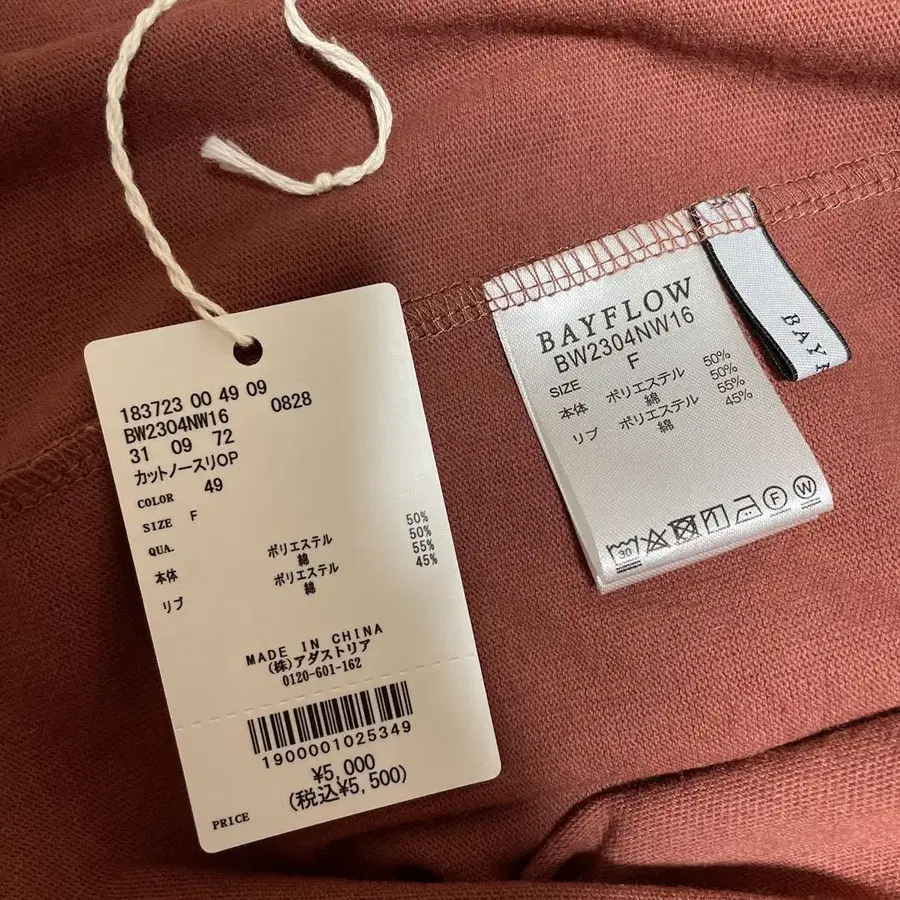 183723 00 49 09
BW2304NW16 0828
31 09 72
カットノースリOP
COLOR 49
SIZE F
QUA.
本体 ポリエステル 50%
綿 50%
リブ ポリエステル 55%
綿 45%
MADE IN CHINA
(株)アダストリア
0120-601-162
1900001025349
¥5,000
(税込¥5,500)
PRICE
BAYFLOW
BW2304NW16
SIZE F
本体 ポリエステル 50%
綿 50%
リブ ポリエステル 55%
綿 45%
30
F
W
BAY